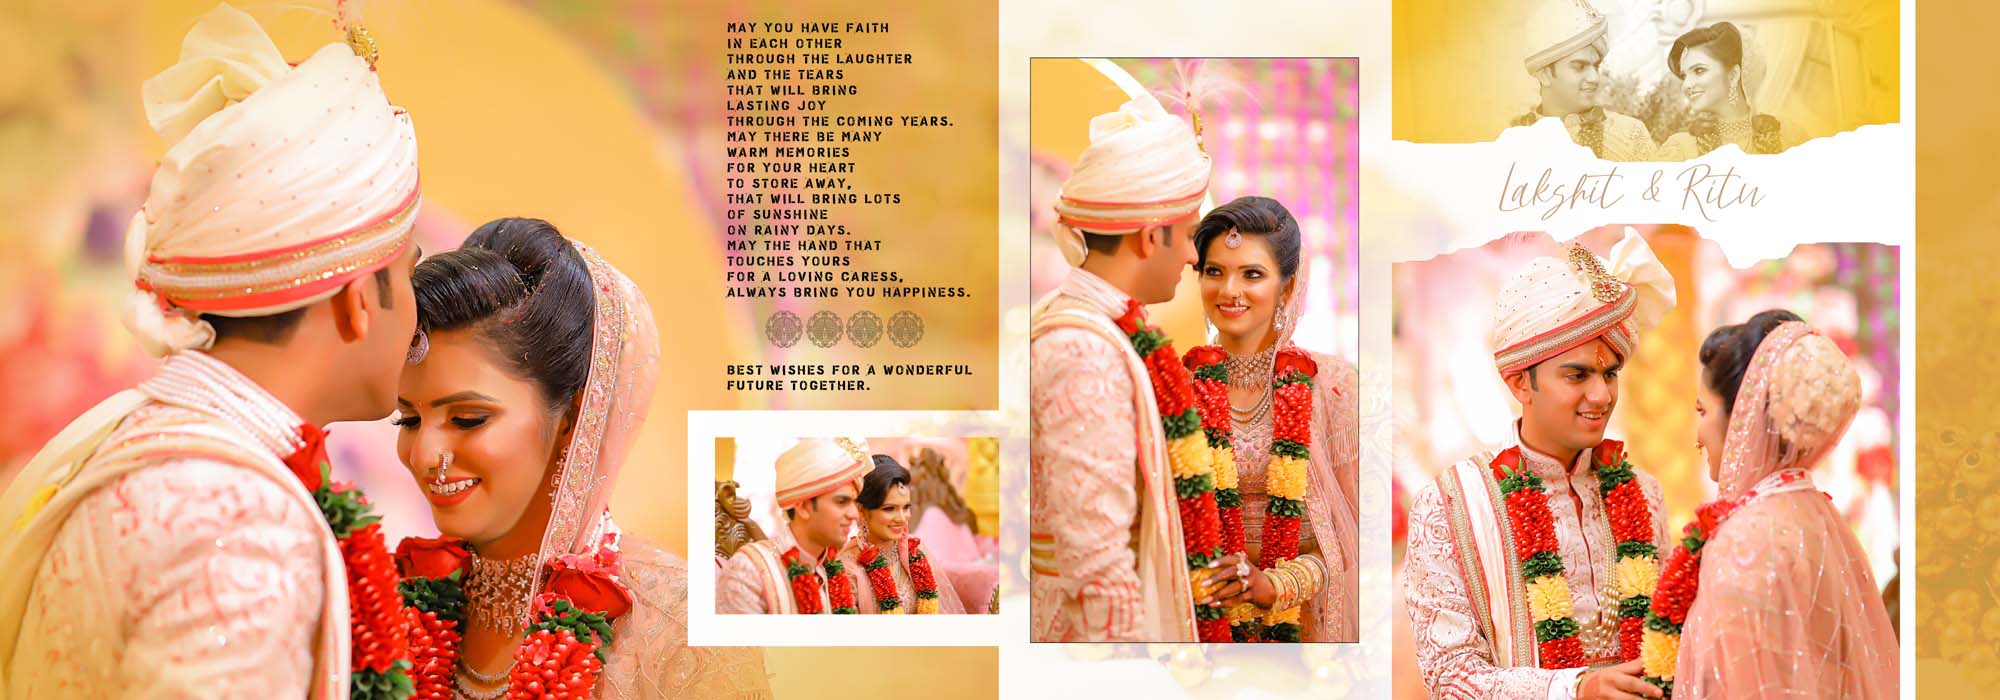 MAY YOU HAVE FAITH
IN EACH OTHER
THROUGH THE LAUGHTER
AND THE TEARS
THAT WILL BRING
LASTING JOY
THROUGH THE COMING YEARS.
MAY THERE BE MANY
WARM MEMORIES
FOR YOUR HEART
TO STORE AWAY,
THAT WILL BRING LOTS
OF SUNSHINE
ON RAINY DAYS.
MAY THE HAND THAT
TOUCHES YOURS
FOR A LOVING CARESS,
ALWAYS BRING YOU HAPPINESS.
BEST WISHES FOR A WONDERFUL
FUTURE TOGETHER.
Lakshit & Ritu